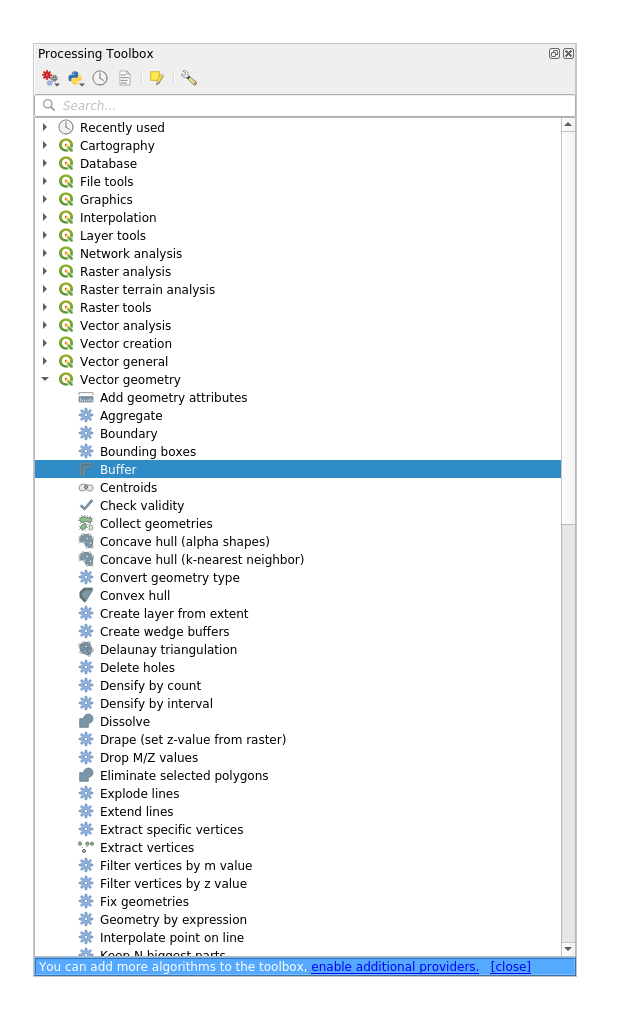 Processing Toolbox
Search...
Recently used
Cartography
Database
File tools
Graphics
Interpolation
Layer tools
Network analysis
Raster analysis
Raster terrain analysis
Raster tools
Vector analysis
Vector creation
Vector general
Vector geometry
Add geometry attributes
Aggregate
Boundary
Bounding boxes
Buffer
Centroids
Check validity
Collect geometries
Concave hull (alpha shapes)
Concave hull (k-nearest neighbor)
Convert geometry type
Convex hull
Create layer from extent
Create wedge buffers
Delaunay triangulation
Delete holes
Densify by count
Densify by interval
Dissolve
Drape (set z-value from raster)
Drop M/Z values
Eliminate selected polygons
Explode lines
Extend lines
Extract specific vertices
Extract vertices
Filter vertices by m value
Filter vertices by z value
Fix geometries
Geometry by expression
Interpolate point on line
Keep N biggest parts
You can add more algorithms to the toolbox, enable additional providers. [close]